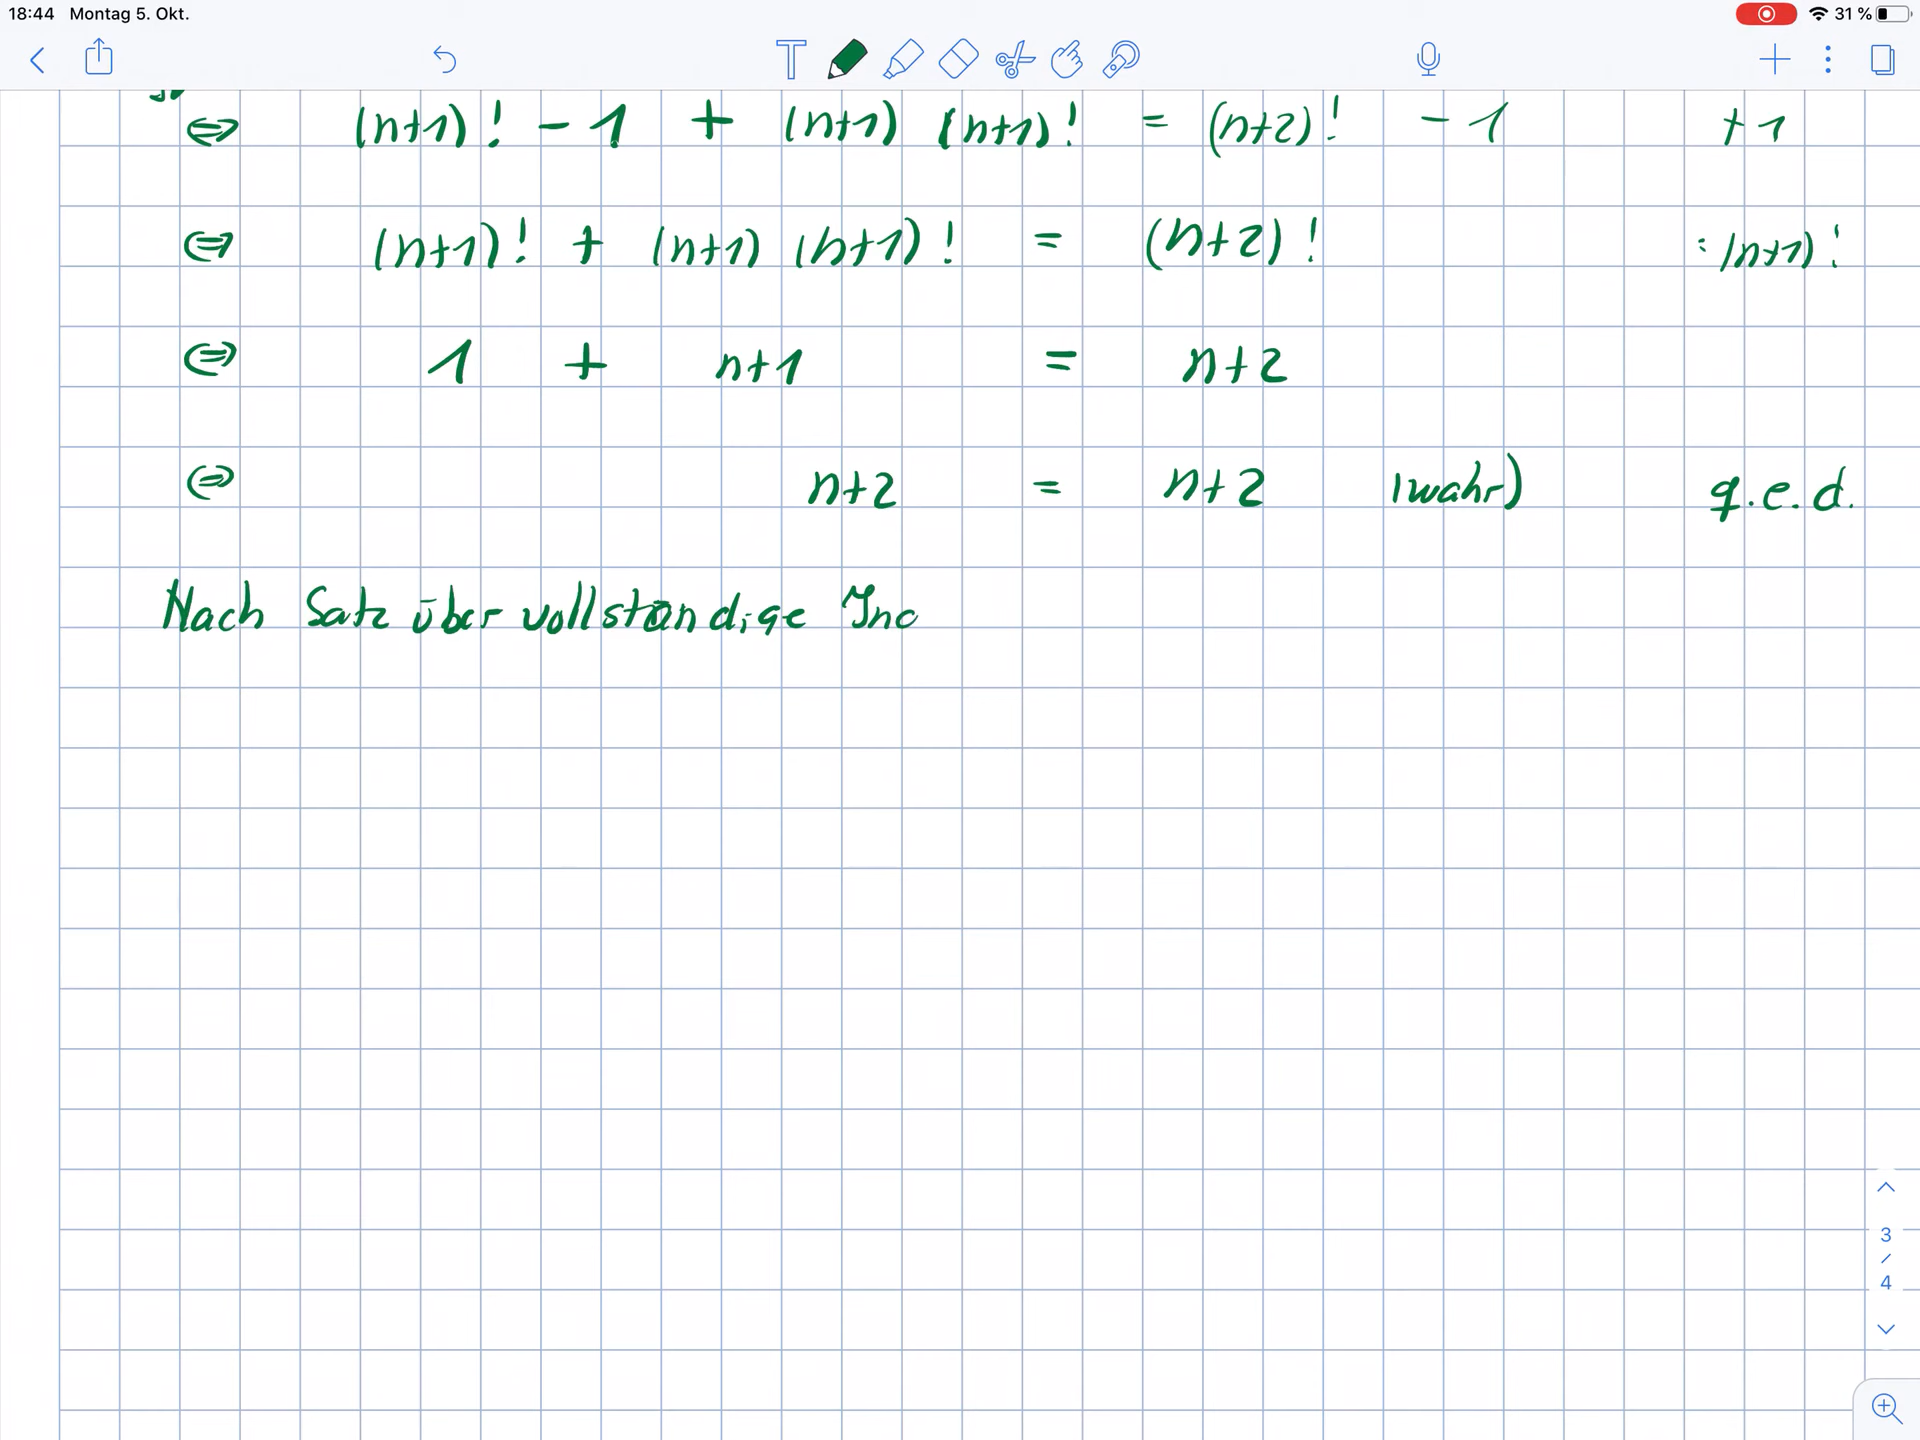 18:44 Montag 5. Okt. 31 %
⇔ (n+1)! - 1 + (n+1) (n+1)! = (n+2)! - 1 + 1
⇔ (n+1)! + (n+1) (n+1)! = (n+2)! : (n+1)!
⇔ 1 + n+1 = n+2
⇔ n+2 = n+2 (wahr) q.e.d.
Nach Satz über vollständige
3
/
4